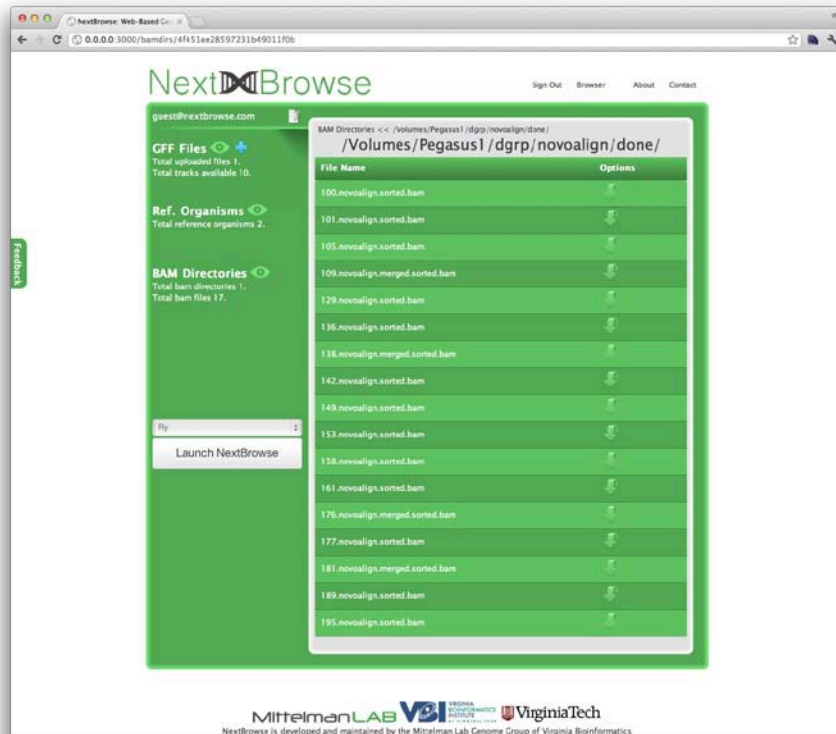 NextBrowse: Web-Based Ge
0.0.0.0:3000/bamdirs/4f451ee28597231b49011f0b
NextBrowse
Sign Out Browser About Contact
guest@nextbrowse.com
GFF Files
Total uploaded files 1.
Total tracks available 10.
Ref. Organisms
Total reference organisms 2.
BAM Directories
Total bam directories 1.
Total bam files 17.
Fly
Launch NextBrowse
Feedback
BAM Directories << /Volumes/Pegasus1/dgrp/novoalign/done/
/Volumes/Pegasus1/dgrp/novoalign/done/
File Name Options
100.novoalign.sorted.bam
101.novoalign.sorted.bam
105.novoalign.sorted.bam
109.novoalign.merged.sorted.bam
129.novoalign.sorted.bam
136.novoalign.sorted.bam
138.novoalign.merged.sorted.bam
142.novoalign.sorted.bam
149.novoalign.sorted.bam
153.novoalign.sorted.bam
158.novoalign.sorted.bam
161.novoalign.sorted.bam
176.novoalign.merged.sorted.bam
177.novoalign.sorted.bam
181.novoalign.merged.sorted.bam
189.novoalign.sorted.bam
195.novoalign.sorted.bam
MittelmanLAB VBI VIRGINIA BIOINFORMATICS INSTITUTE AT VIRGINIA TECH VirginiaTech
NextBrowse is developed and maintained by the Mittelman Lab Genome Group of Virginia Bioinformatics